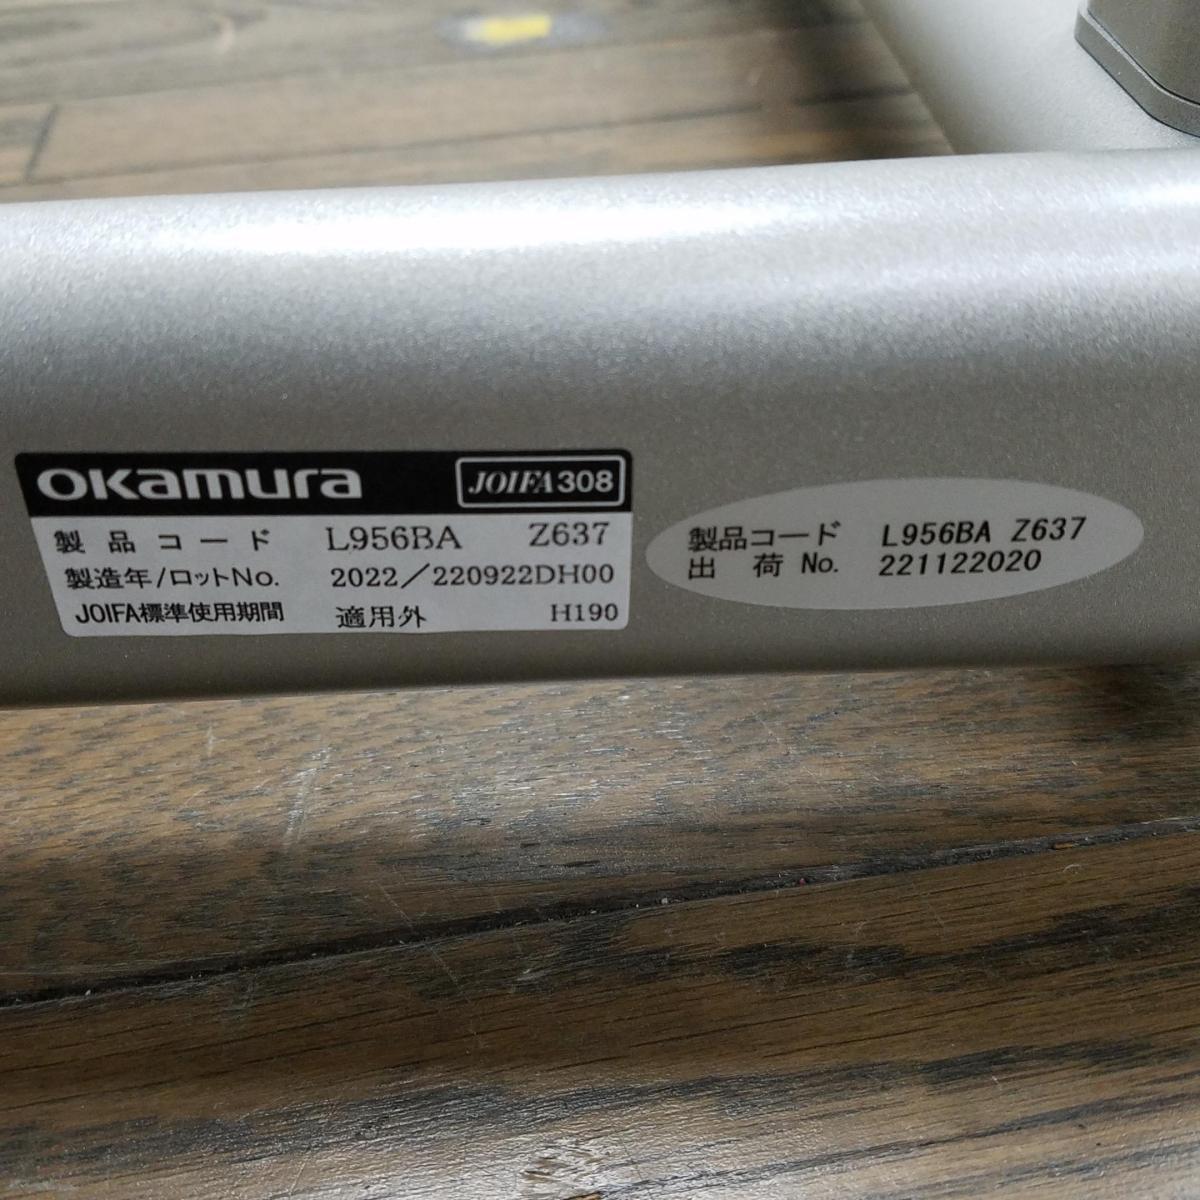 okamura JOIFA308
製品コード L956BA Z637
製造年/ロットNo. 2022/220922DH00
JOIFA標準使用期間 適用外 H190
製品コード L956BA Z637
出荷 No. 221122020